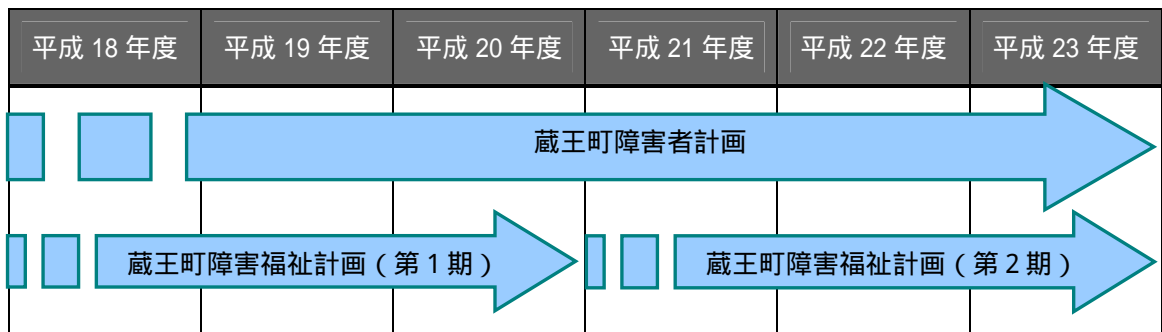 平成 18 年度 平成 19 年度 平成 20 年度 平成 21 年度 平成 22 年度 平成 23 年度
蔵王町障害者計画
蔵王町障害福祉計画（第１期） 蔵王町障害福祉計画（第２期）